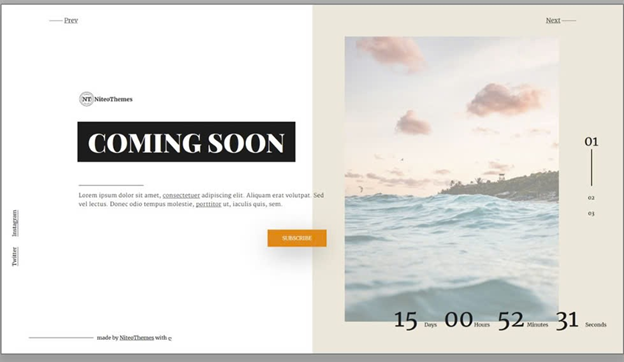 Prev
Next
NT NiteoThemes
COMING SOON
Lorem ipsum dolor sit amet, consectetuer adipiscing elit. Aliquam erat volutpat. Sed
vel lectus. Donec odio tempus molestie, porttitor ut, iaculis quis, sem.
SUBSCRIBE
Instagram
Twitter
01
02
03
15 Days 00 Hours 52 Minutes 31 Seconds
made by NiteoThemes with